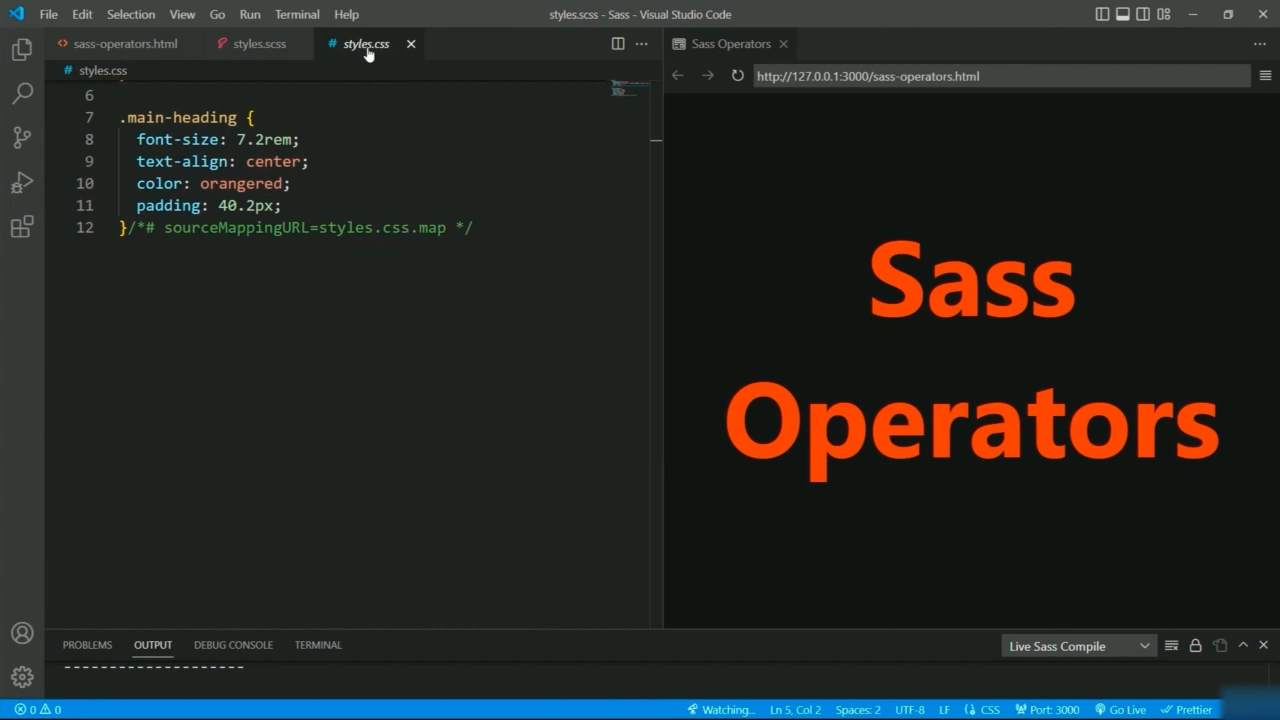 File Edit Selection View Go Run Terminal Help styles.scss - Sass - Visual Studio Code
sass-operators.html styles.scss styles.css
styles.css
6
7 .main-heading {
8 font-size: 7.2rem;
9 text-align: center;
10 color: orangered;
11 padding: 40.2px;
12 }/*# sourceMappingURL=styles.css.map */
Sass Operators
http://127.0.0.1:3000/sass-operators.html
Sass
Operators
PROBLEMS OUTPUT DEBUG CONSOLE TERMINAL Live Sass Compile
--------------------
0 0 Watching... Ln 5, Col 2 Spaces: 2 UTF-8 LF CSS Port: 3000 Go Live Prettier